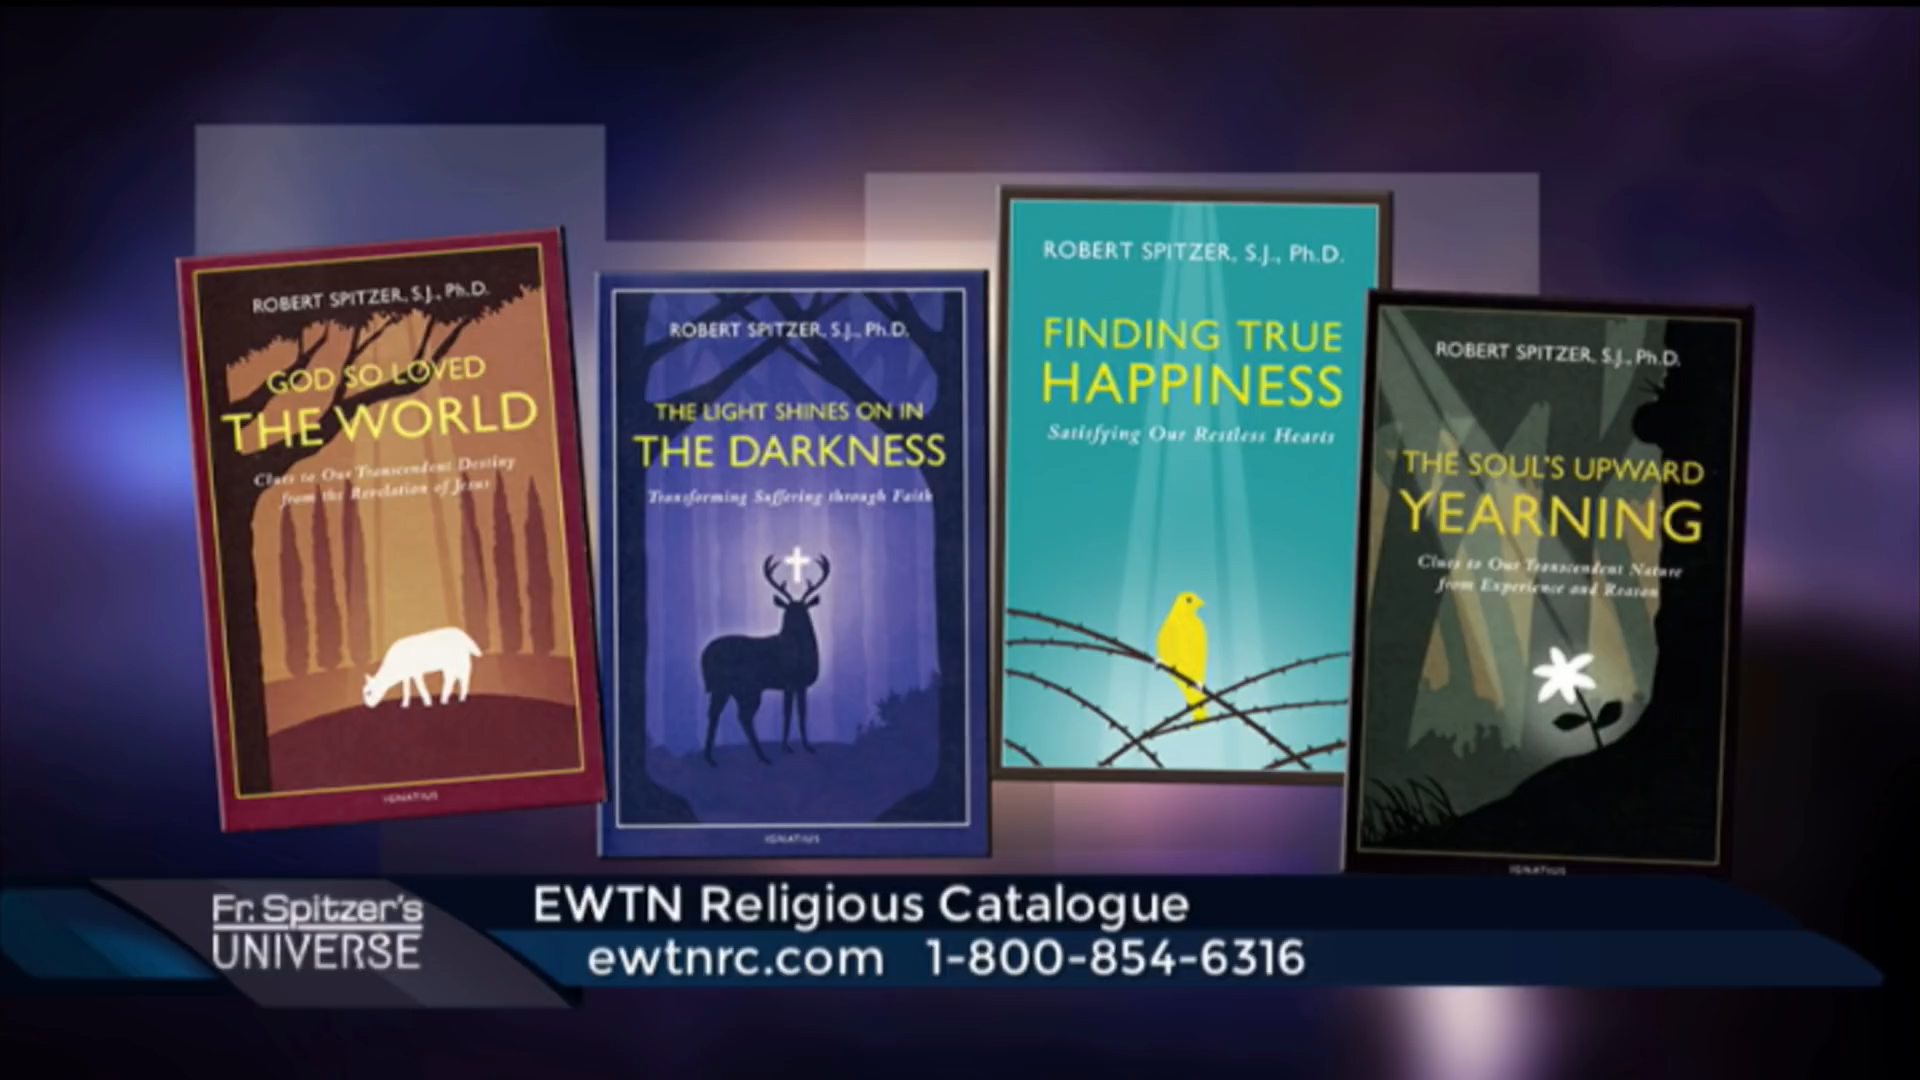 ROBERT SPITZER, S.J., Ph.D.
GOD SO LOVED
THE WORLD
Clues to Our Transcendent Destiny
from the Revelation of Jesus
IGNATIUS
ROBERT SPITZER, S.J., Ph.D.
THE LIGHT SHINES ON IN
THE DARKNESS
Transforming Suffering through Faith
IGNATIUS
ROBERT SPITZER, S.J., Ph.D.
FINDING TRUE
HAPPINESS
Satisfying Our Restless Hearts
ROBERT SPITZER, S.J., Ph.D.
THE SOUL'S UPWARD
YEARNING
Clues to Our Transcendent Nature
from Experience and Reason
IGNATIUS
Fr. Spitzer's
UNIVERSE
EWTN Religious Catalogue
ewtnrc.com 1-800-854-6316